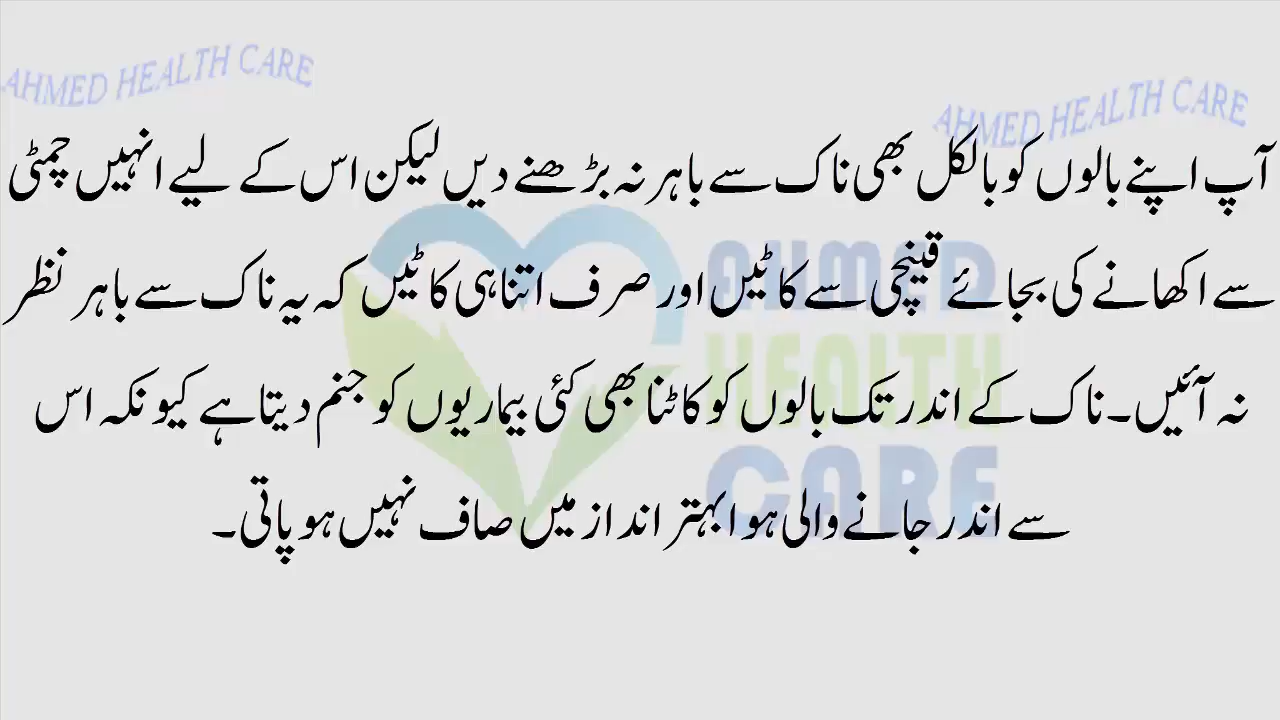 AHMED HEALTH CARE
AHMED HEALTH CARE
آپ اپنے بالوں کو بالکل بھی ناک سے باہر نہ بڑھنے دیں لیکن اس کے لیے انہیں چمٹی
سے اکھانے کی بجائے قینچی سے کاٹیں اور صرف اتنا ہی کاٹیں کہ یہ ناک سے باہر نظر
نہ آئیں۔ ناک کے اندر تک بالوں کو کاٹنا بھی کئی بیماریوں کو جنم دیتا ہے کیونکہ اس
سے اندر جانے والی ہوا بہتر انداز میں صاف نہیں ہو پاتی۔
AHMED
HEALTH
CARE